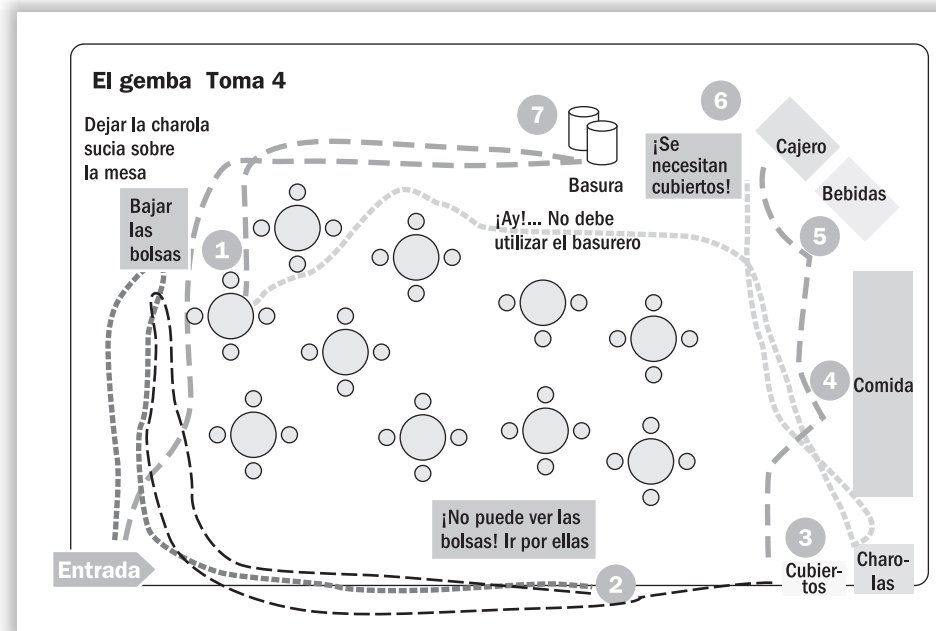 El gemba Toma 4
Dejar la charola
sucia sobre
la mesa
Bajar
las
bolsas
1
7
Basura
¡Se
necesitan
cubiertos!
6
Cajero
Bebidas
5
¡Ay!... No debe
utilizar el basurero
4
Comida
¡No puede ver las
bolsas! Ir por ellas
Entrada
2
3
Cubier-
tos
Charo-
las